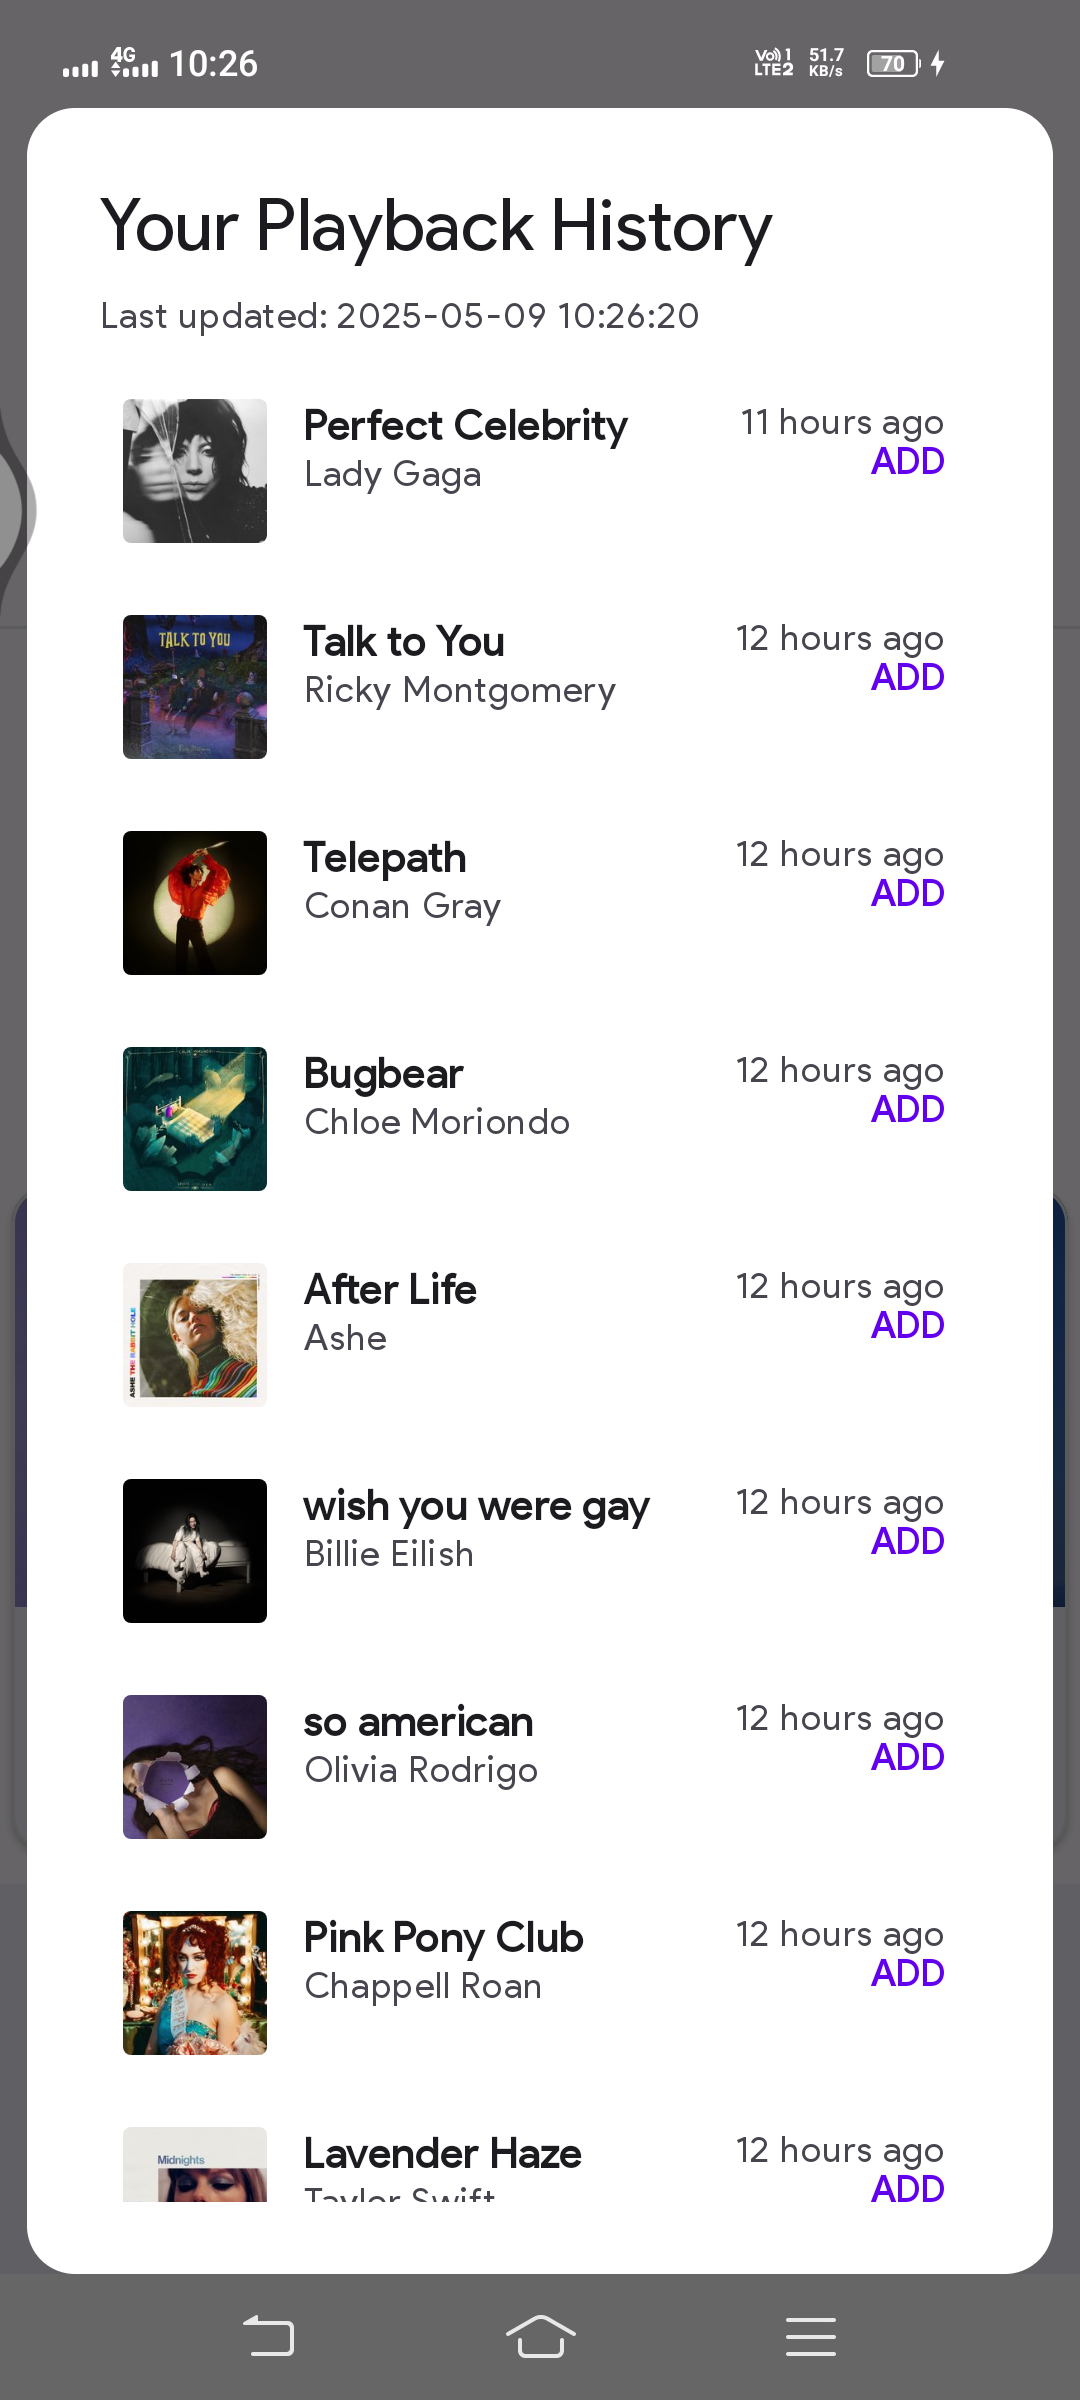 4G 10:26 Vo)) 1 LTE2 51.7 KB/s 70
Your Playback History
Last updated: 2025-05-09 10:26:20
Perfect Celebrity 11 hours ago
Lady Gaga ADD
TALK TO YOU
Talk to You 12 hours ago
Ricky Montgomery ADD
Telepath 12 hours ago
Conan Gray ADD
Bugbear 12 hours ago
Chloe Moriondo ADD
ASHE THE RABBIT HOLE
After Life 12 hours ago
Ashe ADD
wish you were gay 12 hours ago
Billie Eilish ADD
so american 12 hours ago
Olivia Rodrigo ADD
Pink Pony Club 12 hours ago
Chappell Roan ADD
Midnights
Lavender Haze 12 hours ago
Taylor Swift ADD